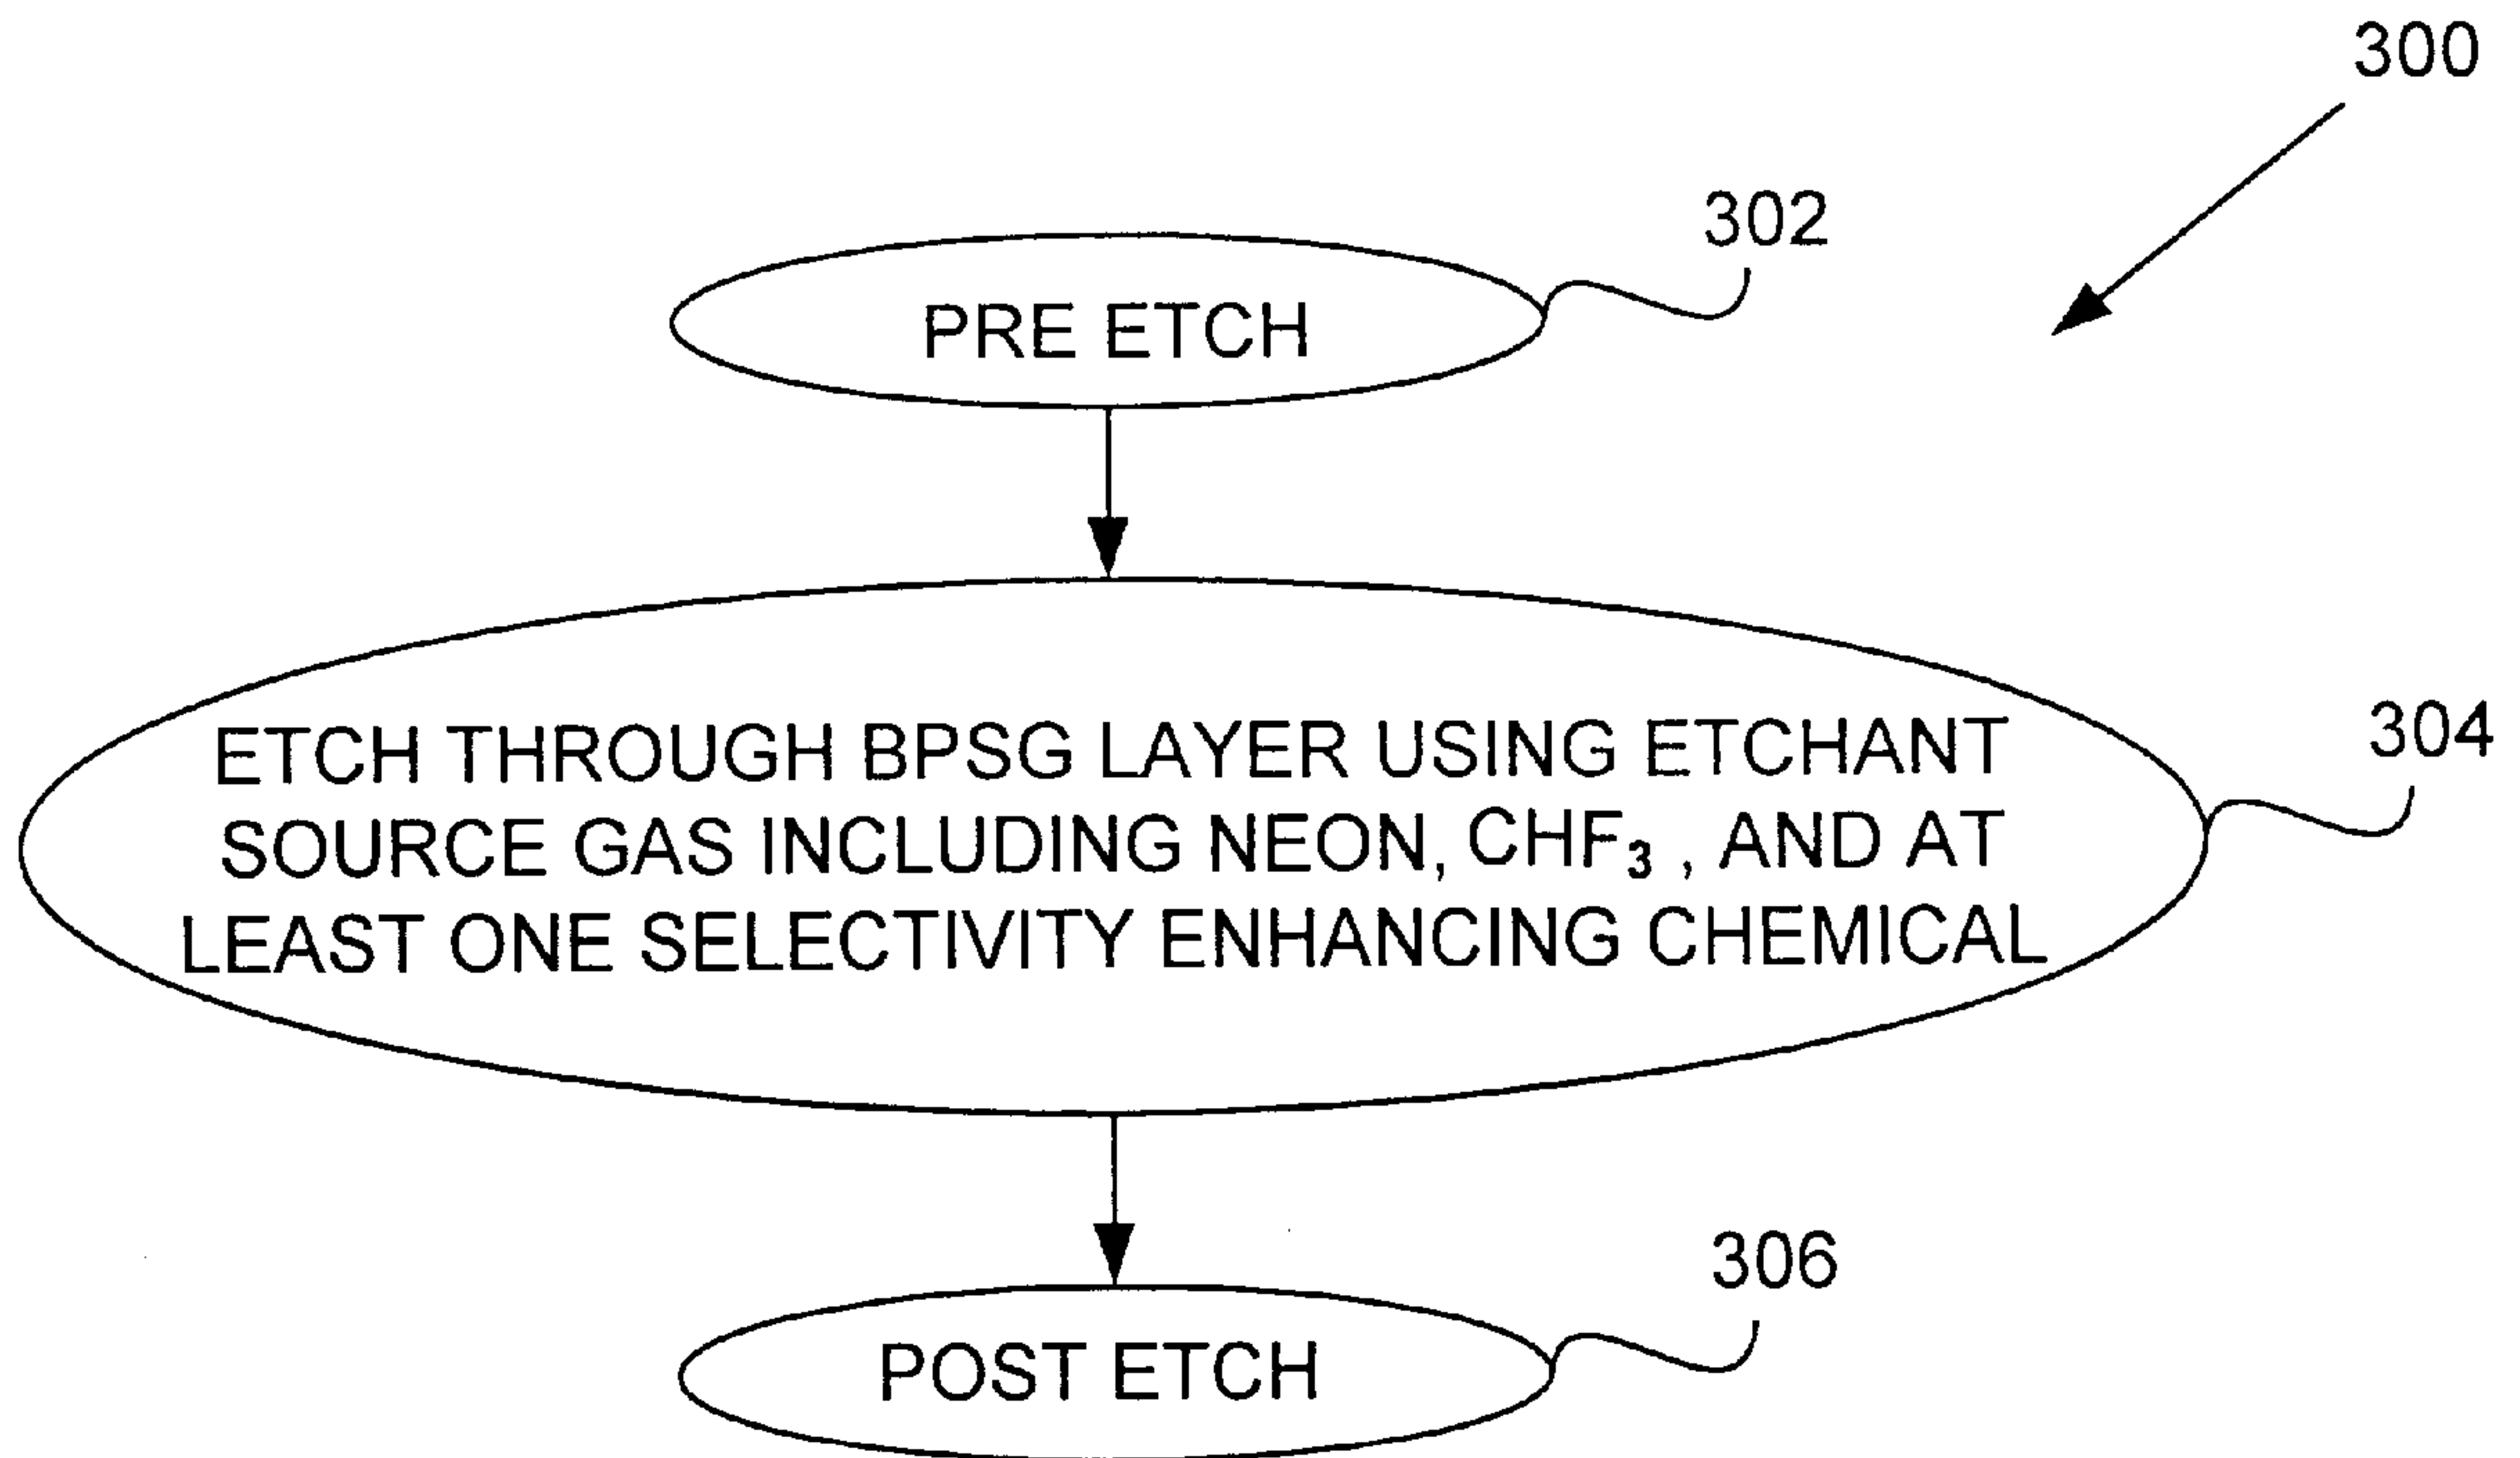 300
302
PRE ETCH
304
ETCH THROUGH BPSG LAYER USING ETCHANT
SOURCE GAS INCLUDING NEON, CHF₃, AND AT
LEAST ONE SELECTIVITY ENHANCING CHEMICAL
306
POST ETCH